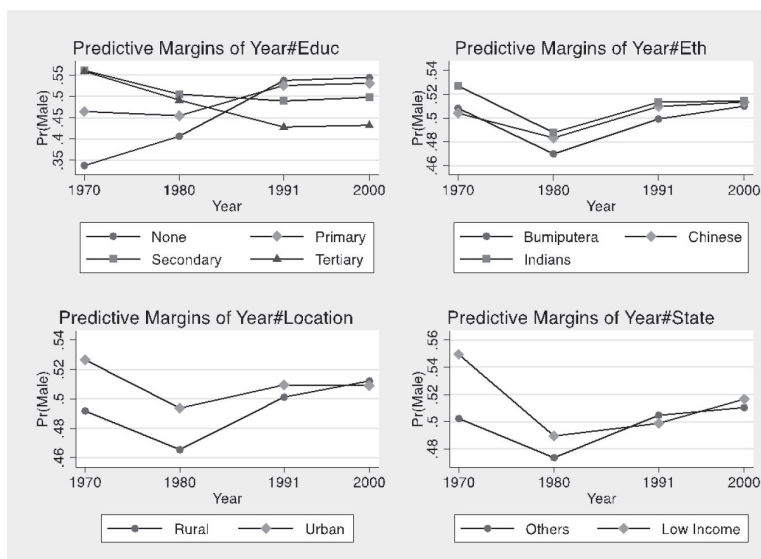 Predictive Margins of Year#Educ
Pr(Male)
.55
.5
.45
.4
.35
1970
1980
1991
2000
Year
None
Primary
Secondary
Tertiary
Predictive Margins of Year#Eth
Pr(Male)
.54
.52
.5
.48
.46
1970
1980
1991
2000
Year
Bumiputera
Chinese
Indians
Predictive Margins of Year#Location
Pr(Male)
.54
.52
.5
.48
.46
1970
1980
1991
2000
Year
Rural
Urban
Predictive Margins of Year#State
Pr(Male)
.56
.54
.52
.5
.48
1970
1980
1991
2000
Year
Others
Low Income